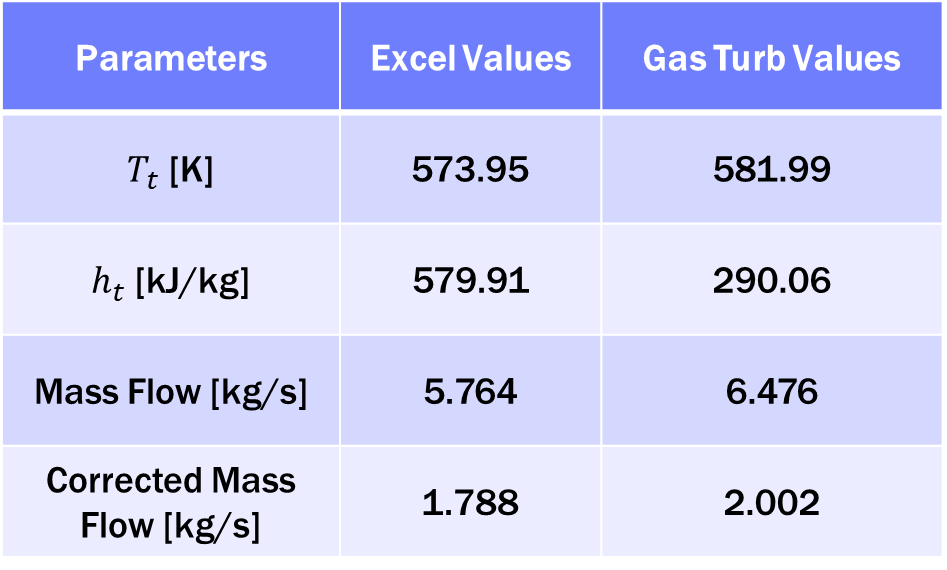 Parameters Excel Values Gas Turb Values
T_t [K] 573.95 581.99
h_t [kJ/kg] 579.91 290.06
Mass Flow [kg/s] 5.764 6.476
Corrected Mass
Flow [kg/s] 1.788 2.002